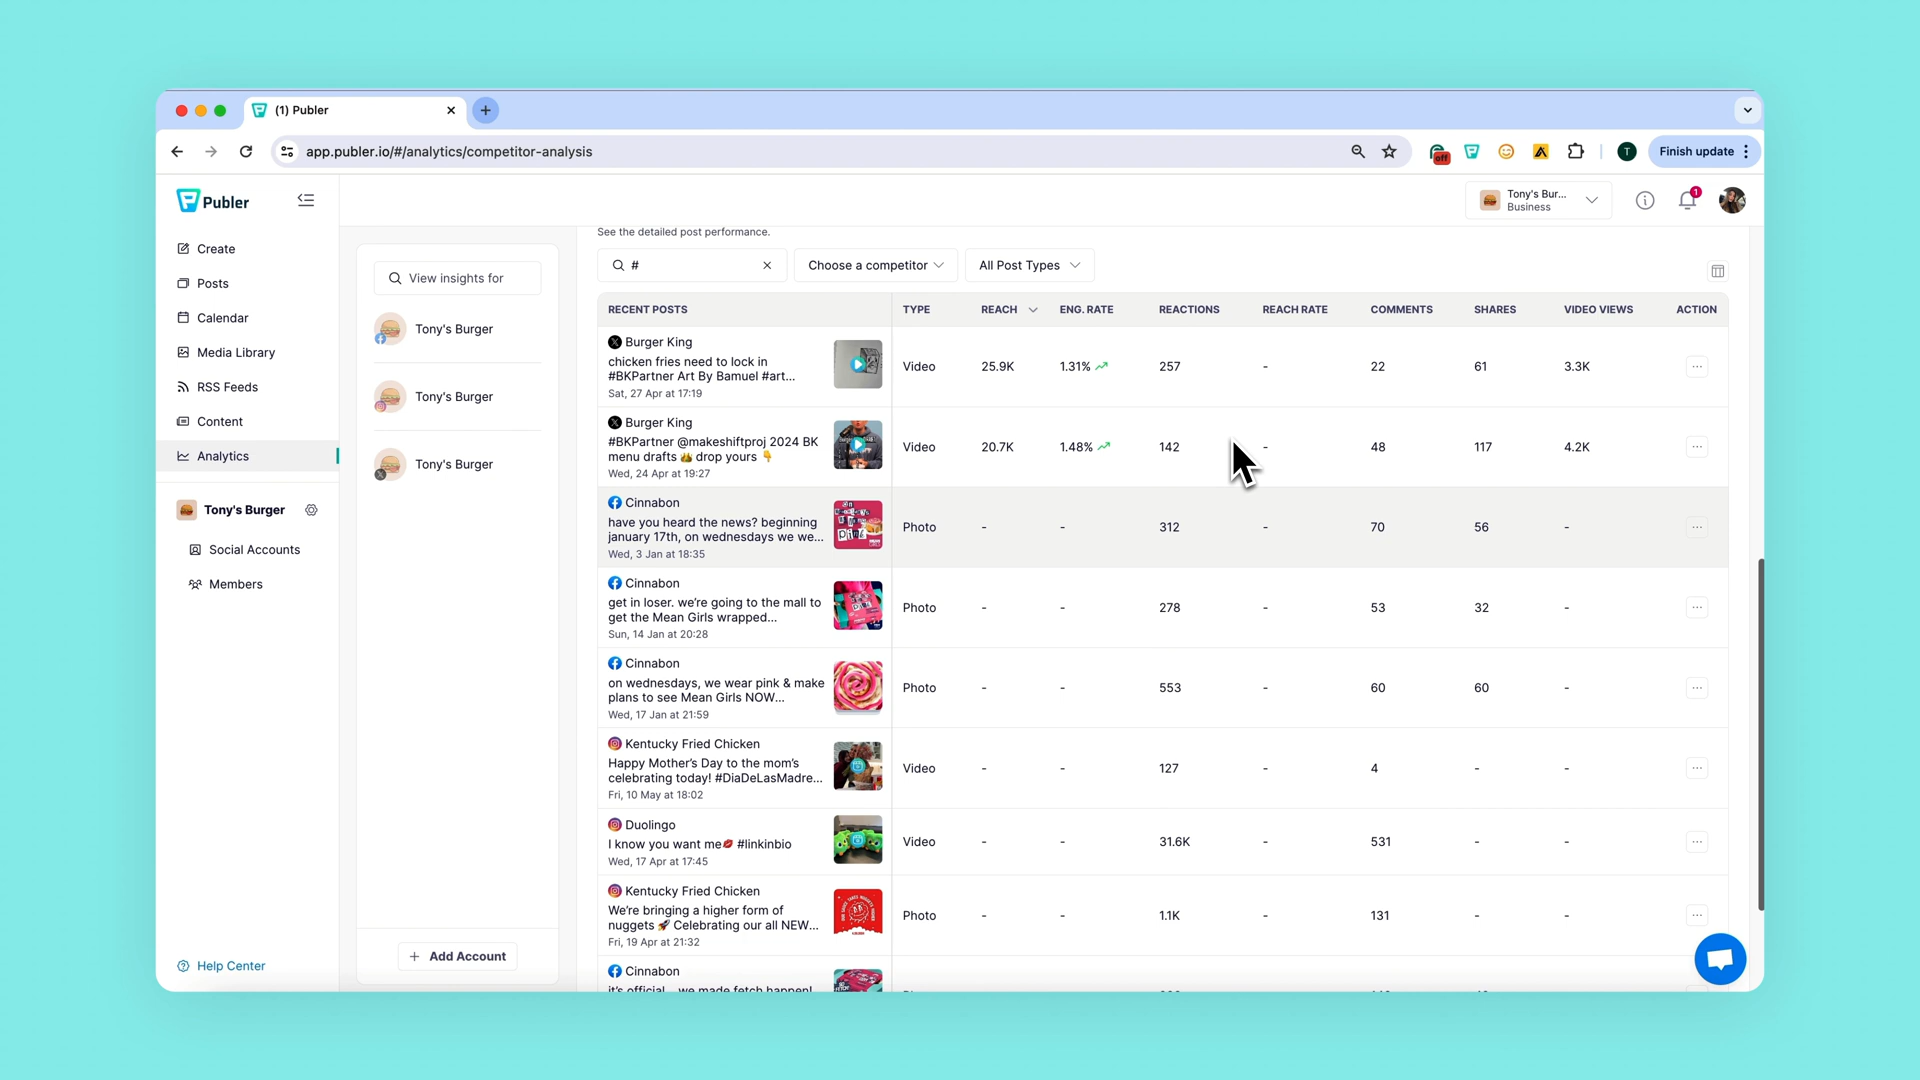 (1) Publer
app.publer.io/#/analytics/competitor-analysis
off
T
Finish update
Publer
Tony's Bur...
Business
1
Create
Posts
Calendar
Media Library
RSS Feeds
Content
Analytics
Tony's Burger
Social Accounts
Members
Help Center
View insights for
Tony's Burger
Tony's Burger
Tony's Burger
+ Add Account
See the detailed post performance.
#
Choose a competitor
All Post Types
RECENT POSTS TYPE REACH ENG. RATE REACTIONS REACH RATE COMMENTS SHARES VIDEO VIEWS ACTION
Burger King
chicken fries need to lock in
#BKPartner Art By Bamuel #art...
Sat, 27 Apr at 17:19
Video 25.9K 1.31% 257 - 22 61 3.3K ...
Burger King
#BKPartner @makeshiftproj 2024 BK
menu drafts 👑 drop yours 👇
Wed, 24 Apr at 19:27
Video 20.7K 1.48% 142 - 48 117 4.2K ...
Cinnabon
have you heard the news? beginning
january 17th, on wednesdays we we...
Wed, 3 Jan at 18:35
Photo - - 312 - 70 56 - ...
Cinnabon
get in loser. we're going to the mall to
get the Mean Girls wrapped...
Sun, 14 Jan at 20:28
Photo - - 278 - 53 32 - ...
Cinnabon
on wednesdays, we wear pink & make
plans to see Mean Girls NOW...
Wed, 17 Jan at 21:59
Photo - - 553 - 60 60 - ...
Kentucky Fried Chicken
Happy Mother's Day to the mom's
celebrating today! #DiaDeLasMadre...
Fri, 10 May at 18:02
Video - - 127 - 4 - - ...
Duolingo
I know you want me💋 #linkinbio
Wed, 17 Apr at 17:45
Video - - 31.6K - 531 - - ...
Kentucky Fried Chicken
We're bringing a higher form of
nuggets 🚀 Celebrating our all NEW...
Fri, 19 Apr at 21:32
Photo - - 1.1K - 131 - - ...
Cinnabon
it's official... we made fetch happen!